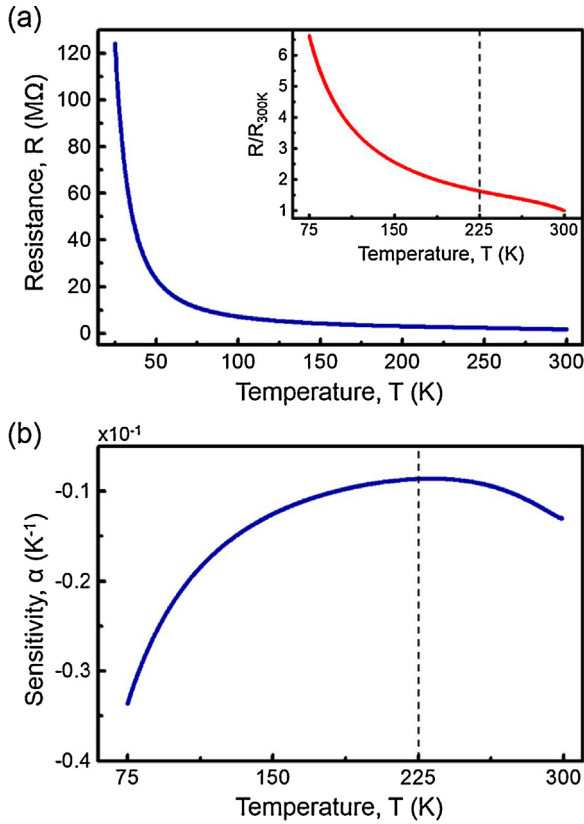 (a)
120
100
80
60
40
20
0
Resistance, R (MΩ)
50 100 150 200 250 300
Temperature, T (K)
6
5
4
3
2
1
R/R300K
75 150 225 300
Temperature, T (K)
(b)
x10-1
-0.1
-0.2
-0.3
-0.4
Sensitivity, α (K-1)
75 150 225 300
Temperature, T (K)